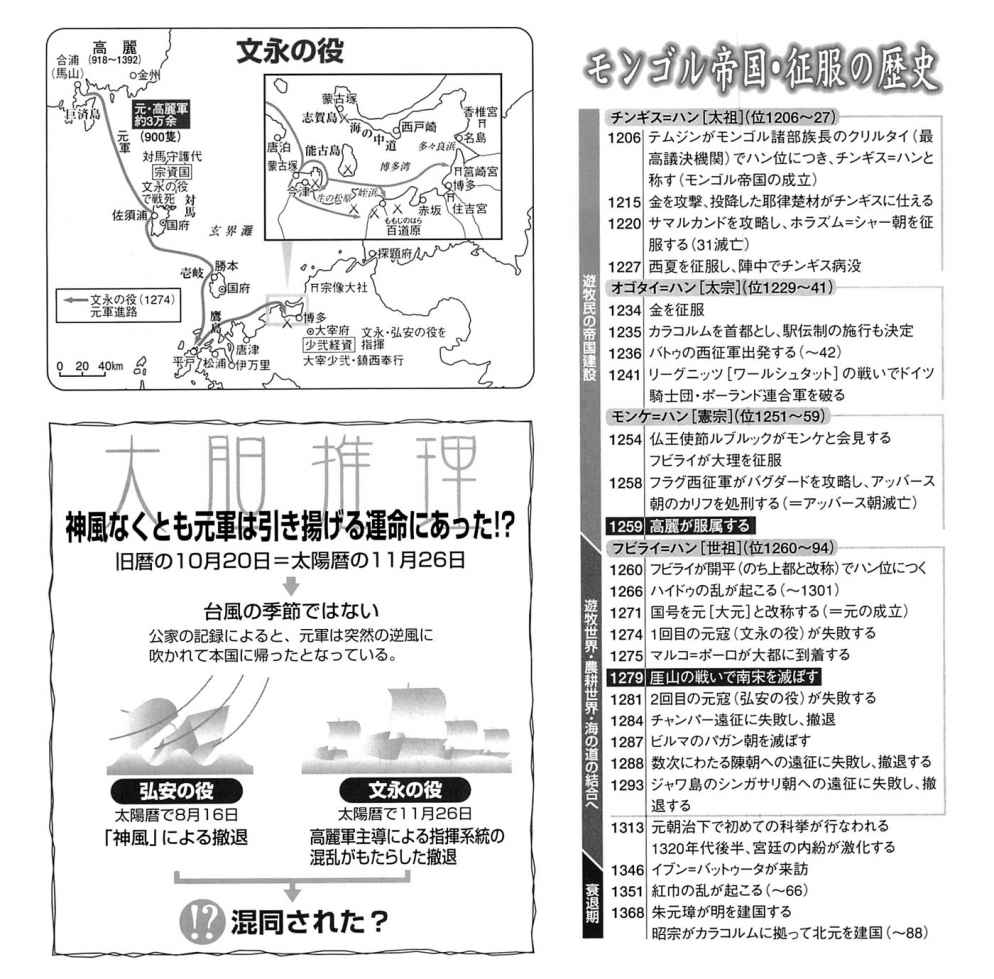 文永の役
高麗
(918〜1392)
合浦
(馬山)
金州
巨済島
元・高麗軍
約3万余
(900隻)
元軍
対馬守護代
宗資国
文永の役
で戦死
対馬
佐須浦
国府
玄界灘
壱岐
勝本
国府
文永の役(1274)
元軍進路
鷹島
平戸
松浦
伊万里
唐津
博多
大宰府
少弐経資
大宰少弐・鎮西奉行
文永・弘安の役を
指揮
宗像大社
探題府
0 20 40km
蒙古塚
志賀島
海の中道
西戸崎
香椎宮
名島
多々良浜
唐泊
能古島
博多湾
蒙古塚
今津
生の松原
姪浜
筥崎宮
博多
住吉宮
赤坂
ももじのはら
百道原
大胆推理
神風なくとも元軍は引き揚げる運命にあった!?
旧暦の10月20日=太陽暦の11月26日
台風の季節ではない
公家の記録によると、元軍は突然の逆風に
吹かれて本国に帰ったとなっている。
弘安の役
太陽暦で8月16日
「神風」による撤退
文永の役
太陽暦で11月26日
高麗軍主導による指揮系統の
混乱がもたらした撤退
!? 混同された?
モンゴル帝国・征服の歴史
遊牧民の帝国建設
チンギス=ハン[太祖](位1206〜27)
1206 テムジンがモンゴル諸部族長のクリルタイ(最
高議決機関)でハン位につき、チンギス=ハンと
称す(モンゴル帝国の成立)
1215 金を攻撃、投降した耶律楚材がチンギスに仕える
1220 サマルカンドを攻略し、ホラズム=シャー朝を征
服する(31滅亡)
1227 西夏を征服し、陣中でチンギス病没
オゴタイ=ハン[太宗](位1229〜41)
1234 金を征服
1235 カラコルムを首都とし、駅伝制の施行も決定
1236 バトゥの西征軍出発する(〜42)
1241 リーグニッツ[ワールシュタット]の戦いでドイツ
騎士団・ポーランド連合軍を破る
モンケ=ハン[憲宗](位1251〜59)
1254 仏王使節ルブルックがモンケと会見する
フビライが大理を征服
1258 フラグ西征軍がバグダードを攻略し、アッバース
朝のカリフを処刑する(=アッバース朝滅亡)
1259 高麗が服属する
遊牧世界・農耕世界・海の道の結合へ
フビライ=ハン[世祖](位1260〜94)
1260 フビライが開平(のち上都と改称)でハン位につく
1266 ハイドゥの乱が起こる(〜1301)
1271 国号を元[大元]と改称する(=元の成立)
1274 1回目の元寇(文永の役)が失敗する
1275 マルコ=ポーロが大都に到着する
1279 厓山の戦いで南宋を滅ぼす
1281 2回目の元寇(弘安の役)が失敗する
1284 チャンパー遠征に失敗し、撤退
1287 ビルマのパガン朝を滅ぼす
1288 数次にわたる陳朝への遠征に失敗し、撤退する
1293 ジャワ島のシンガサリ朝への遠征に失敗し、撤
退する
1313 元朝治下で初めての科挙が行なわれる
1320年代後半、宮廷の内紛が激化する
衰退期
1346 イブン=バットゥータが来訪
1351 紅巾の乱が起こる(〜66)
1368 朱元璋が明を建国する
昭宗がカラコルムに拠って北元を建国(〜88)